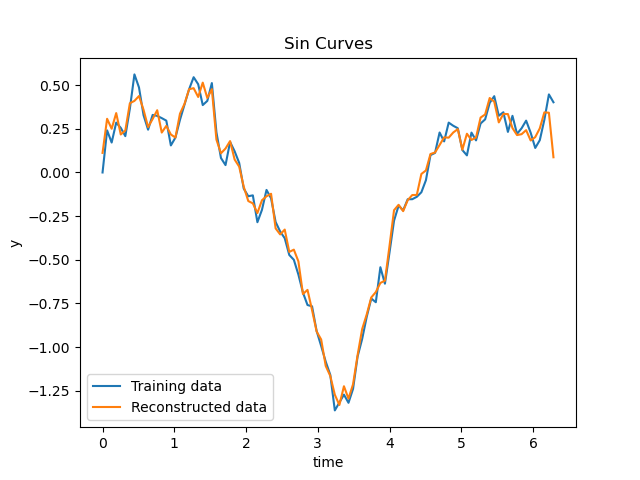 Sin Curves
0.50
0.25
0.00
−0.25
−0.50
−0.75
−1.00
−1.25
y
Training data
Reconstructed data
0 1 2 3 4 5 6
time